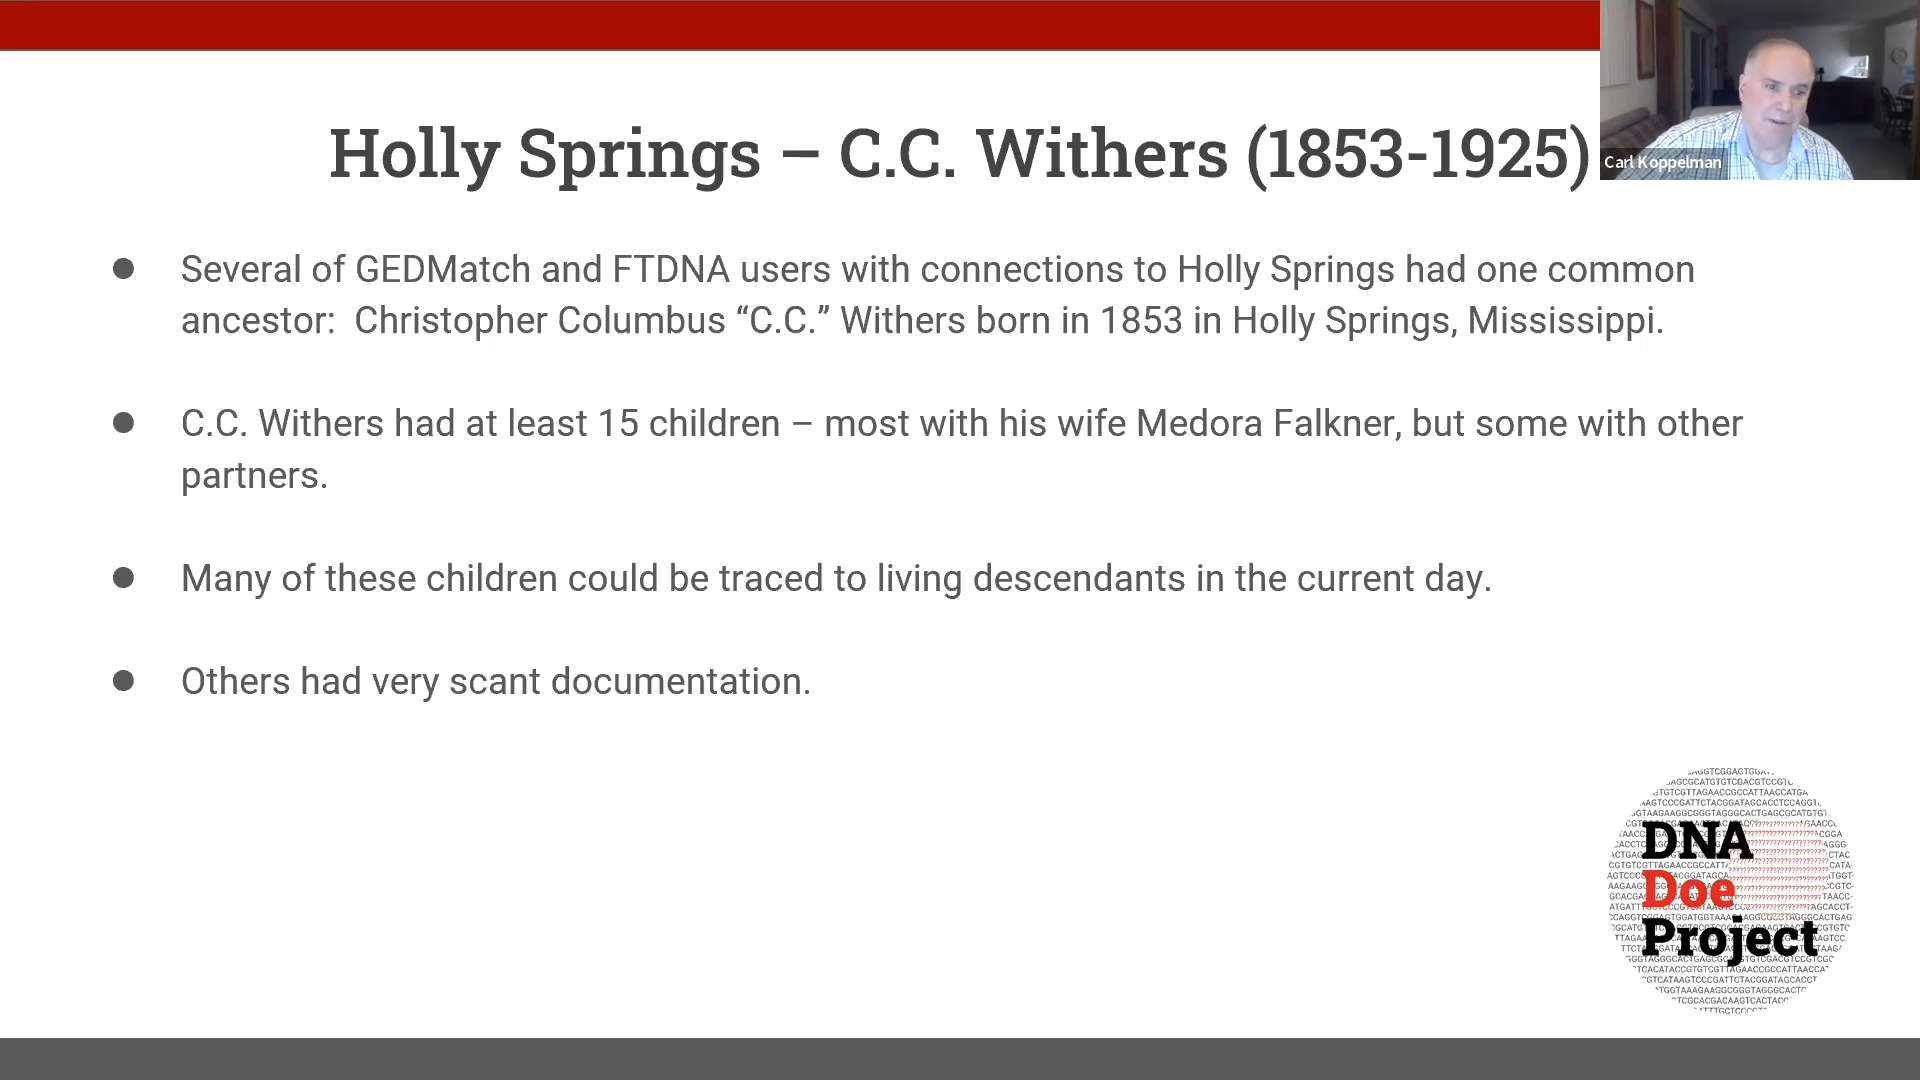 Holly Springs – C.C. Withers (1853-1925)
Carl Koppelman
● Several of GEDMatch and FTDNA users with connections to Holly Springs had one common
ancestor:  Christopher Columbus “C.C.” Withers born in 1853 in Holly Springs, Mississippi.
● C.C. Withers had at least 15 children – most with his wife Medora Falkner, but some with other
partners.
● Many of these children could be traced to living descendants in the current day.
● Others had very scant documentation.
DNA
Doe
Project